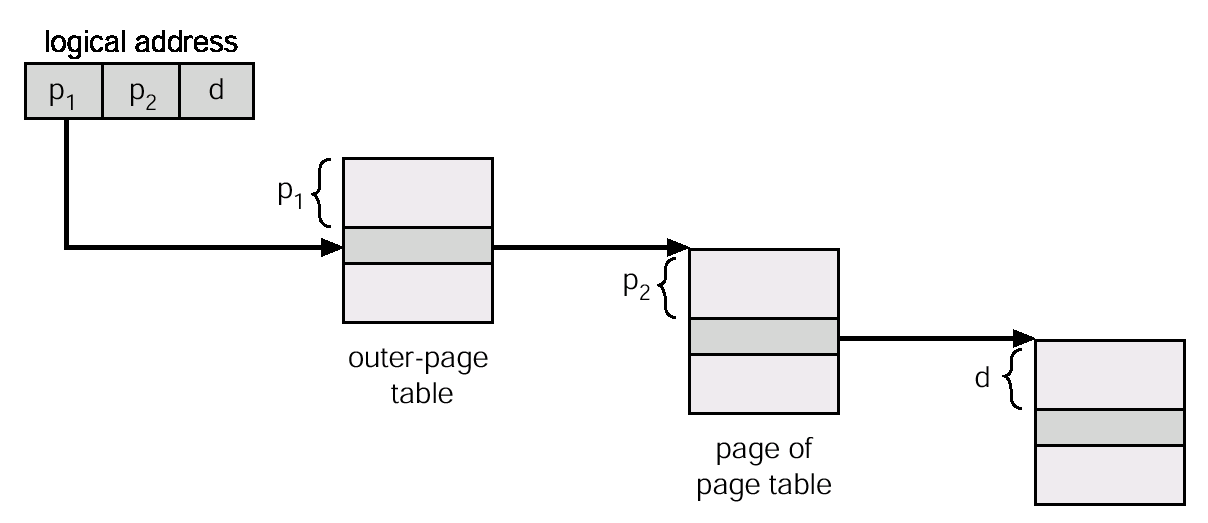 logical address
p1 p2 d
p1
outer-page
table
p2
page of
page table
d